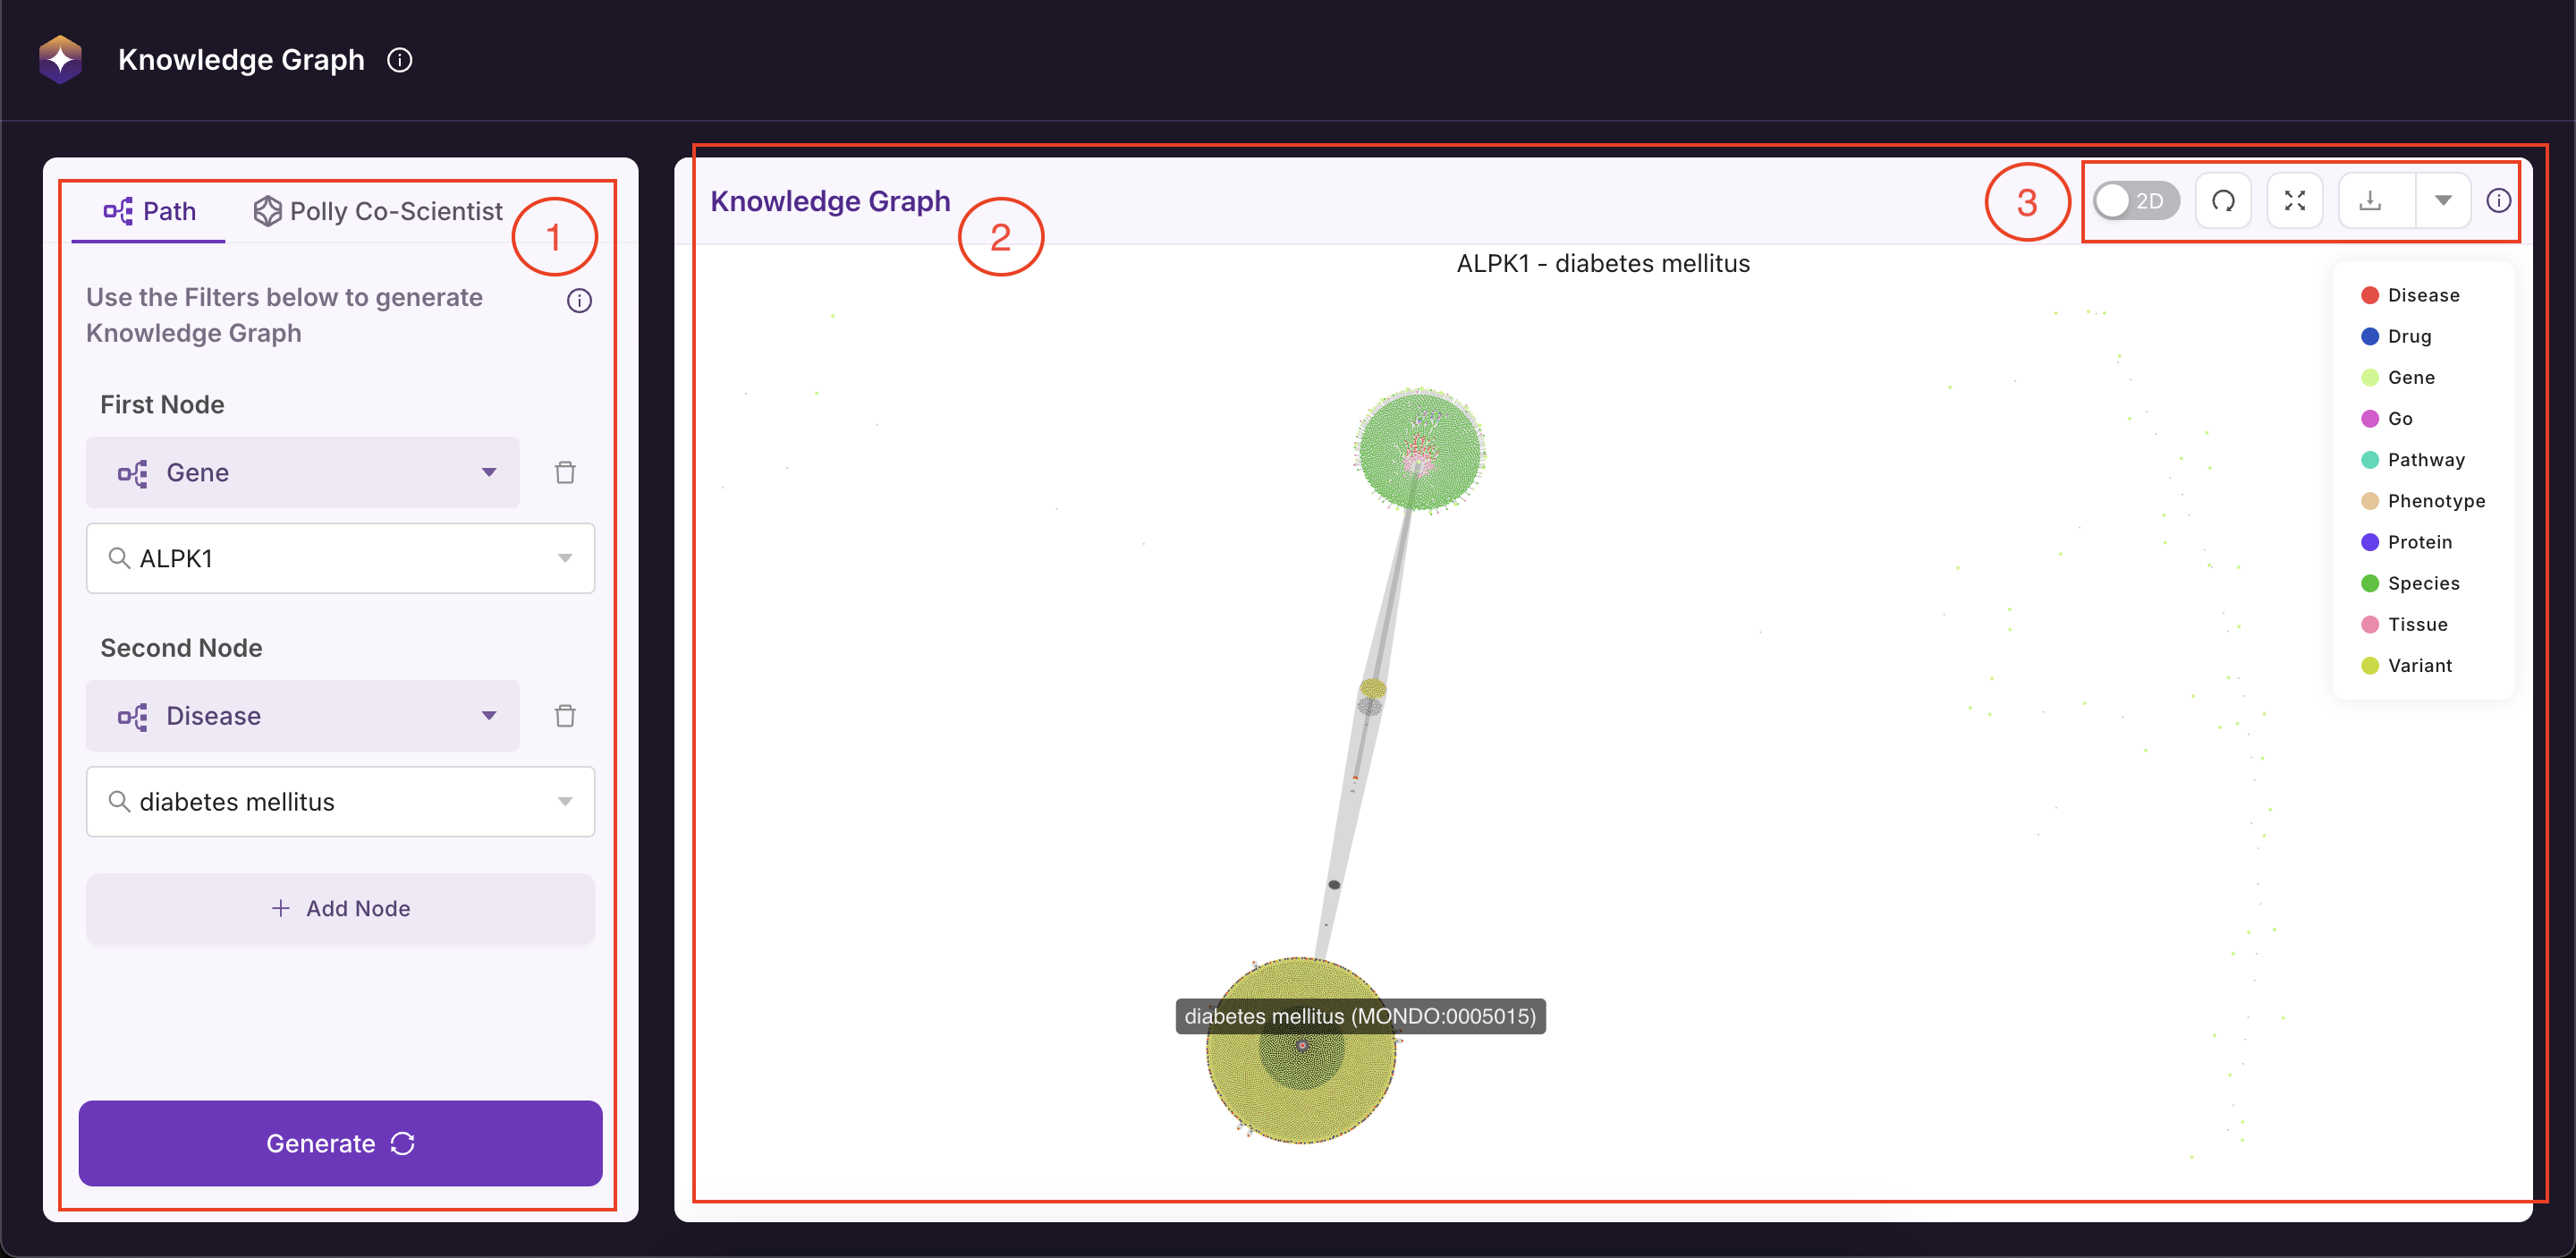 Knowledge Graph
Path
Polly Co-Scientist
1
Use the Filters below to generate
Knowledge Graph
First Node
Gene
ALPK1
Second Node
Disease
diabetes mellitus
+ Add Node
Generate
Knowledge Graph
2
3
2D
ALPK1 - diabetes mellitus
Disease
Drug
Gene
Go
Pathway
Phenotype
Protein
Species
Tissue
Variant
diabetes mellitus (MONDO:0005015)